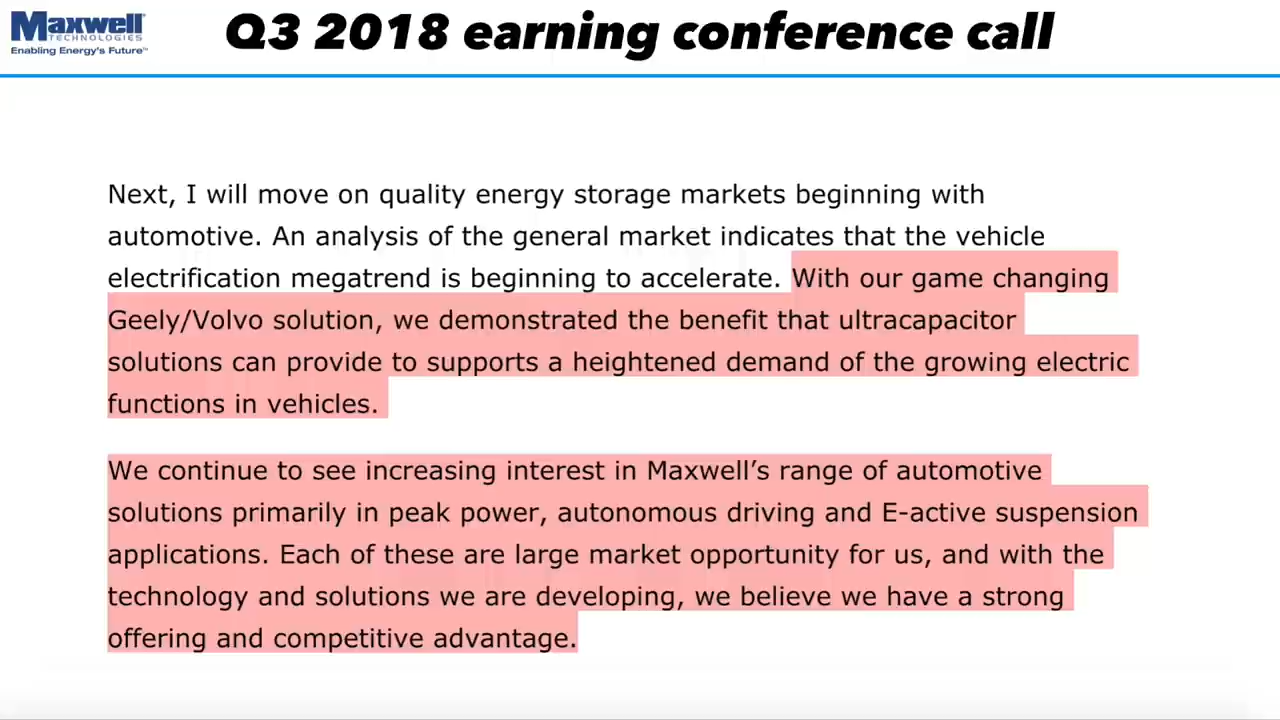 Maxwell
TECHNOLOGIES
Enabling Energy's Future™
Q3 2018 earning conference call
Next, I will move on quality energy storage markets beginning with
automotive. An analysis of the general market indicates that the vehicle
electrification megatrend is beginning to accelerate. With our game changing
Geely/Volvo solution, we demonstrated the benefit that ultracapacitor
solutions can provide to supports a heightened demand of the growing electric
functions in vehicles.
We continue to see increasing interest in Maxwell’s range of automotive
solutions primarily in peak power, autonomous driving and E-active suspension
applications. Each of these are large market opportunity for us, and with the
technology and solutions we are developing, we believe we have a strong
offering and competitive advantage.